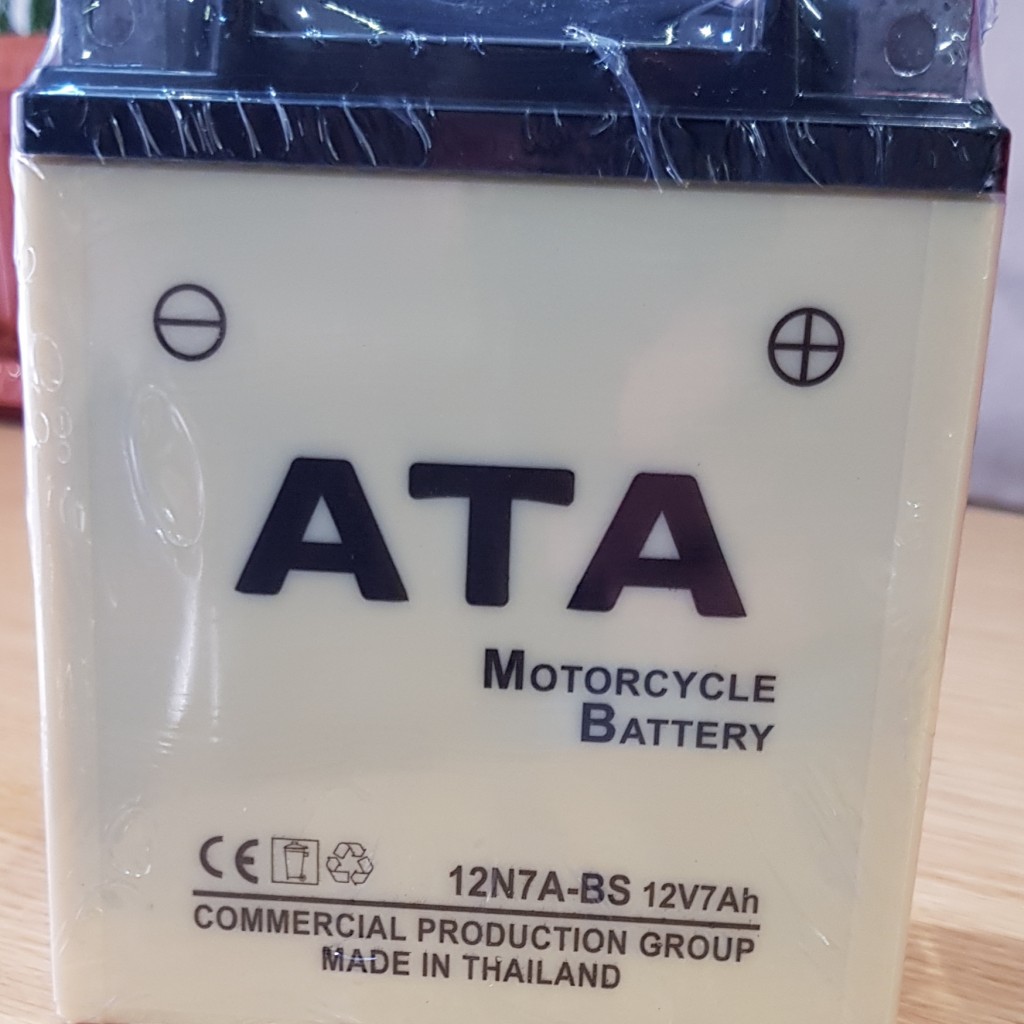 ATA
MOTORCYCLE
BATTERY
CE
12N7A-BS 12V7Ah
COMMERCIAL PRODUCTION GROUP
MADE IN THAILAND